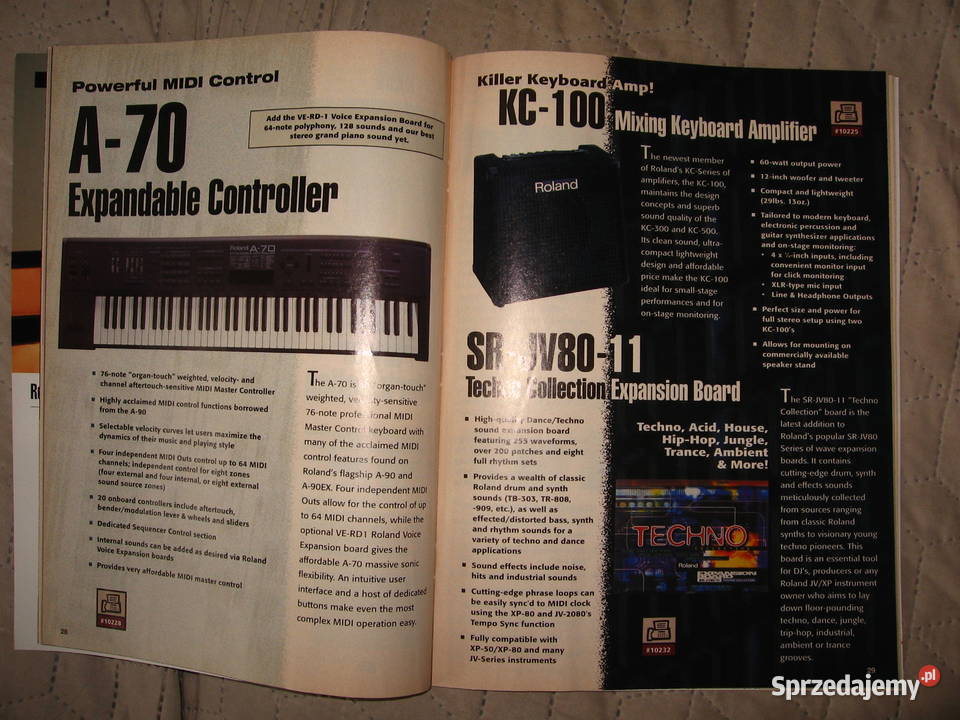 Powerful MIDI Control
A-70
Expandable Controller
Add the VE-RD-1 Voice Expansion Board for
64-note polyphony, 128 sounds and our best
stereo grand piano sound yet.
Roland A-70
76-note "organ-touch" weighted, velocity- and
channel aftertouch-sensitive MIDI Master Controller
Highly acclaimed MIDI control functions borrowed
from the A-90
Selectable velocity curves let users maximize the
dynamics of their music and playing style
Four independent MIDI Outs control up to 64 MIDI
channels; independent control for eight zones
(four external and four internal, or eight external
sound source zones)
20 onboard controllers include aftertouch,
bender/modulation lever & wheels and sliders
Dedicated Sequencer Control section
Internal sounds can be added as desired via Roland
Voice Expansion boards
Provides very affordable MIDI master control
#10228
28
The A-70 is "organ-touch"
weighted, velocity-sensitive
76-note professional MIDI
Master Control keyboard with
many of the acclaimed MIDI
control features found on
Roland's flagship A-90 and
A-90EX. Four independent MIDI
Outs allow for the control of up
to 64 MIDI channels, while the
optional VE-RD1 Roland Voice
Expansion board gives the
affordable A-70 massive sonic
flexibility. An intuitive user
interface and a host of dedicated
buttons make even the most
complex MIDI operation easy.
Killer Keyboard Amp!
KC-100
Mixing Keyboard Amplifier
#10225
Roland
The newest member
of Roland's KC-Series of
amplifiers, the KC-100,
maintains the design
concepts and superb
sound quality of the
KC-300 and KC-500.
Its clean sound, ultra-
compact lightweight
design and affordable
price make the KC-100
ideal for small-stage
performances and for
on-stage monitoring.
60-watt output power
12-inch woofer and tweeter
Compact and lightweight
(29lbs. 13oz.)
Tailored to modern keyboard,
electronic percussion and
guitar synthesizer applications
and on-stage monitoring:
• 4 x ¼-inch inputs, including
convenient monitor input
for click monitoring
• XLR-type mic input
• Line & Headphone Outputs
Perfect size and power for
full stereo setup using two
KC-100's
Allows for mounting on
commercially available
speaker stand
SR-JV80-11
Techno Collection Expansion Board
High-quality Dance/Techno
sound expansion board
featuring 255 waveforms,
over 200 patches and eight
full rhythm sets
Provides a wealth of classic
Roland drum and synth
sounds (TB-303, TR-808,
-909, etc.), as well as
effected/distorted bass, synth
and rhythm sounds for a
variety of techno and dance
applications
Sound effects include noise,
hits and industrial sounds
Cutting-edge phrase loops can
be easily sync'd to MIDI clock
using the XP-80 and JV-2080's
Tempo Sync function
Fully compatible with
XP-50/XP-80 and many
JV-Series instruments
Techno, Acid, House,
Hip-Hop, Jungle,
Trance, Ambient
& More!
TECHNO
Roland
EXPANSION
BOARD
#10232
The SR-JV80-11 "Techno
Collection" board is the
latest addition to
Roland's popular SR-JV80
Series of wave expansion
boards. It contains
cutting-edge drum, synth
and effects sounds
meticulously collected
from sources ranging
from classic Roland
synths to visionary young
techno pioneers. This
board is an essential tool
for DJ's, producers or any
Roland JV/XP instrument
owner who aims to lay
down floor-pounding
techno, dance, jungle,
trip-hop, industrial,
ambient or trance
grooves.
29
Sprzedajemy.pl